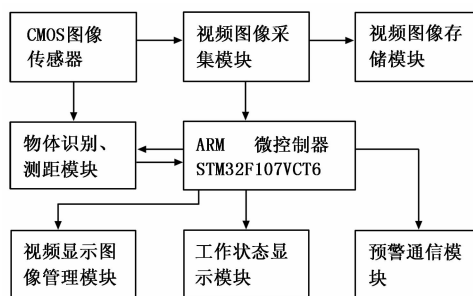 CMOS图像
传感器
视频图像采
集模块
视频图像存
储模块
物体识别、
测距模块
ARM 微控制器
STM32F107VCT6
视频显示图
像管理模块
工作状态显
示模块
预警通信模
块